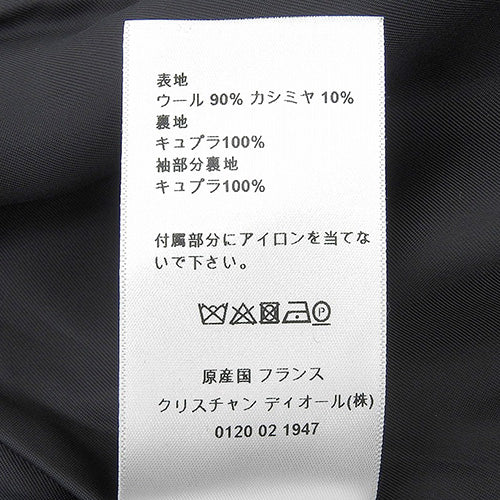 表地
ウール 90% カシミヤ 10%
裏地
キュプラ100%
袖部分裏地
キュプラ100%
付属部分にアイロンを当てな
いで下さい。
P
原産国 フランス
クリスチャン ディオール(株)
0120 02 1947